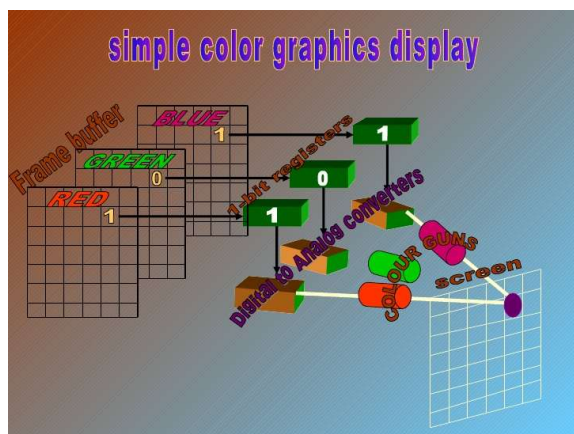 simple color graphics display
Frame buffer
BLUE
1
GREEN
0
RED
1
1-bit registers
1
0
1
Digital to Analog converters
COLOUR GUNS
screen